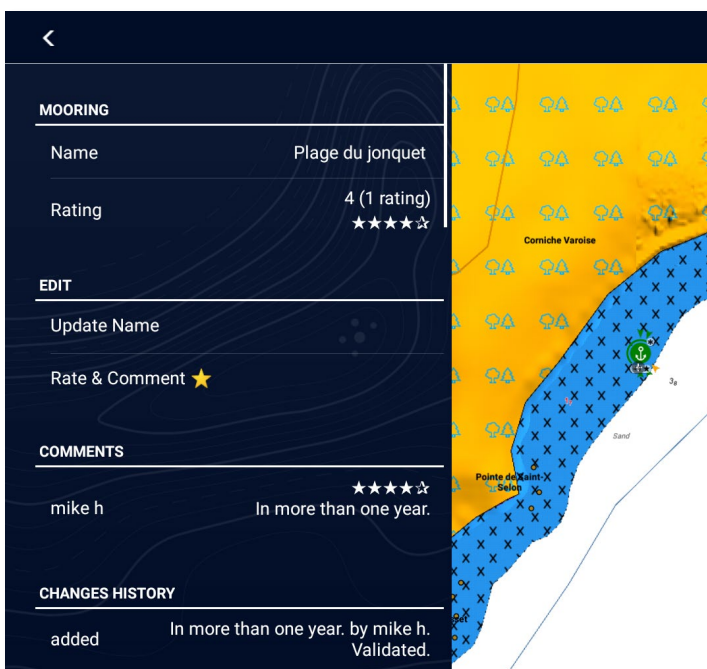 MOORING
Name Plage du jonquet
Rating 4 (1 rating)
★★★★☆
EDIT
Update Name
Rate & Comment ⭐
COMMENTS
★★★★☆
mike h In more than one year.
CHANGES HISTORY
added In more than one year. by mike h.
Validated.
Corniche Varoise
3₈
Sand
Pointe de Saint-
Selon